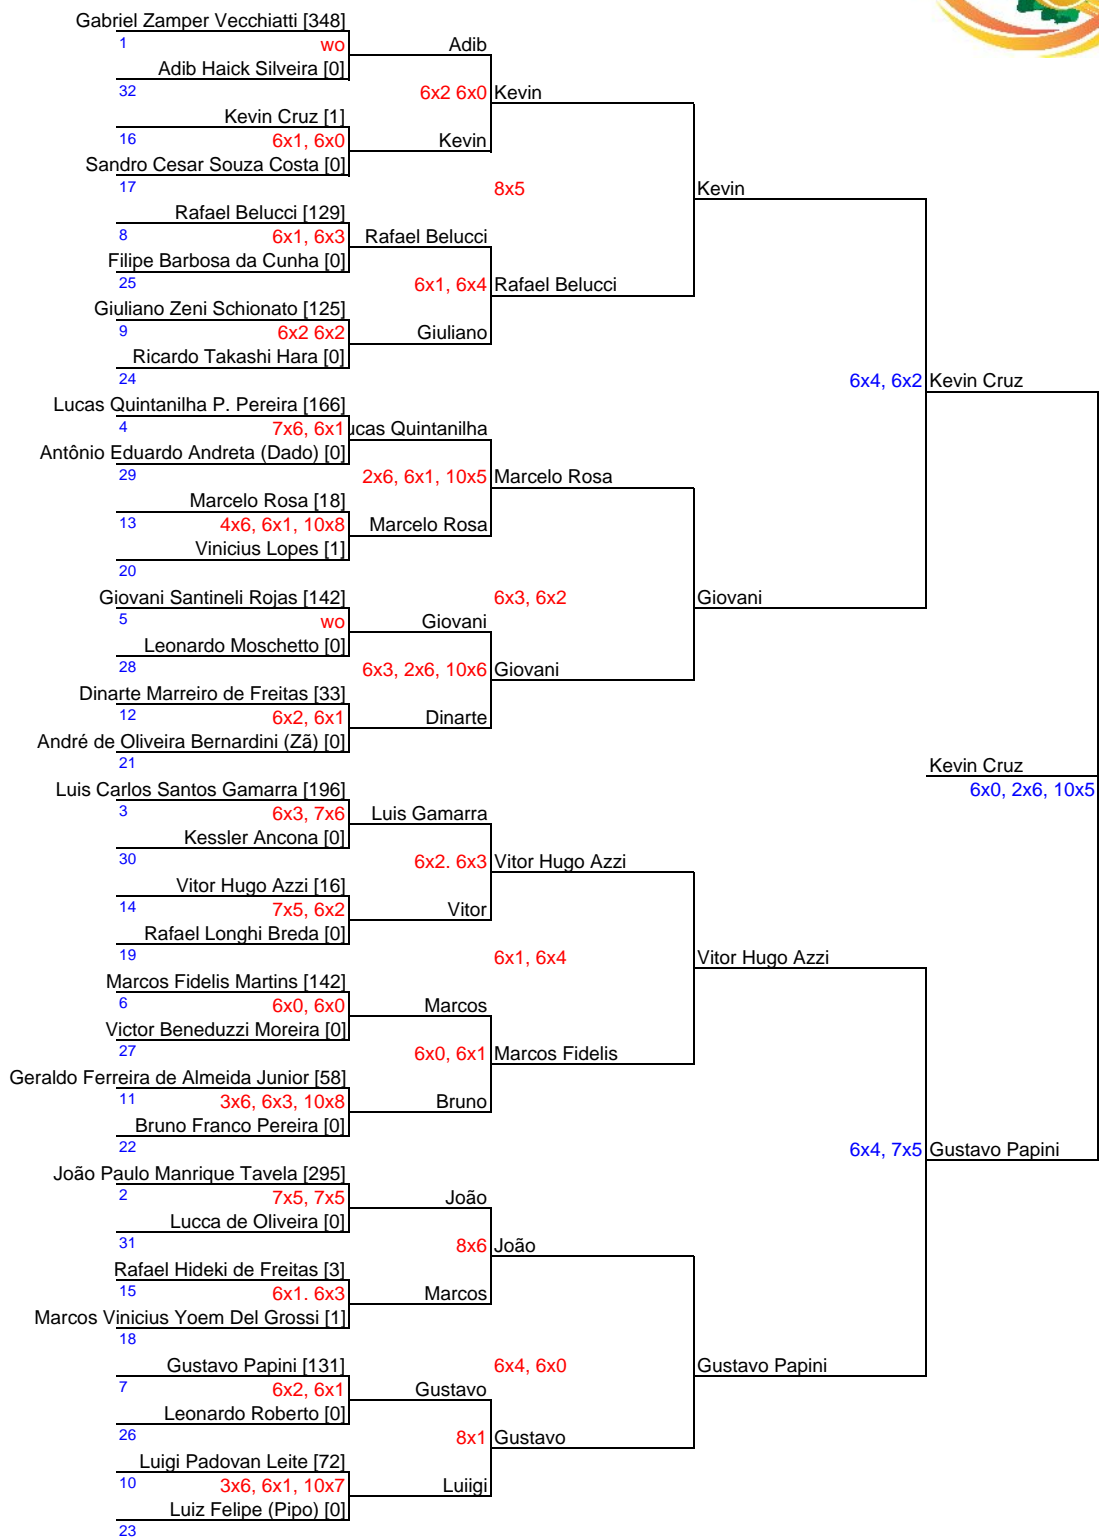 Gabriel Zamper Vecchiatti [348]
1 wo Adib
Adib Haick Silveira [0]
32 6x2 6x0 Kevin
Kevin Cruz [1]
16 6x1, 6x0 Kevin
Sandro Cesar Souza Costa [0]
17 8x5 Kevin
Rafael Belucci [129]
8 6x1, 6x3 Rafael Belucci
Filipe Barbosa da Cunha [0]
25 6x1, 6x4 Rafael Belucci
Giuliano Zeni Schionato [125]
9 6x2 6x2 Giuliano
Ricardo Takashi Hara [0]
24 6x4, 6x2 Kevin Cruz
Lucas Quintanilha P. Pereira [166]
4 7x6, 6x1 ucas Quintanilha
Antônio Eduardo Andreta (Dado) [0]
29 2x6, 6x1, 10x5 Marcelo Rosa
Marcelo Rosa [18]
13 4x6, 6x1, 10x8 Marcelo Rosa
Vinicius Lopes [1]
20
Giovani Santineli Rojas [142] 6x3, 6x2 Giovani
5 wo Giovani
Leonardo Moschetto [0]
28 6x3, 2x6, 10x6 Giovani
Dinarte Marreiro de Freitas [33]
12 6x2, 6x1 Dinarte
André de Oliveira Bernardini (Zã) [0]
21 Kevin Cruz
Luis Carlos Santos Gamarra [196] 6x0, 2x6, 10x5
3 6x3, 7x6 Luis Gamarra
Kessler Ancona [0]
30 6x2. 6x3 Vitor Hugo Azzi
Vitor Hugo Azzi [16]
14 7x5, 6x2 Vitor
Rafael Longhi Breda [0]
19 6x1, 6x4 Vitor Hugo Azzi
Marcos Fidelis Martins [142]
6 6x0, 6x0 Marcos
Victor Beneduzzi Moreira [0]
27 6x0, 6x1 Marcos Fidelis
Geraldo Ferreira de Almeida Junior [58]
11 3x6, 6x3, 10x8 Bruno
Bruno Franco Pereira [0]
22 6x4, 7x5 Gustavo Papini
João Paulo Manrique Tavela [295]
2 7x5, 7x5 João
Lucca de Oliveira [0]
31 8x6 João
Rafael Hideki de Freitas [3]
15 6x1. 6x3 Marcos
Marcos Vinicius Yoem Del Grossi [1]
18
Gustavo Papini [131] 6x4, 6x0 Gustavo Papini
7 6x2, 6x1 Gustavo
Leonardo Roberto [0]
26 8x1 Gustavo
Luigi Padovan Leite [72]
10 3x6, 6x1, 10x7 Luiigi
Luiz Felipe (Pipo) [0]
23